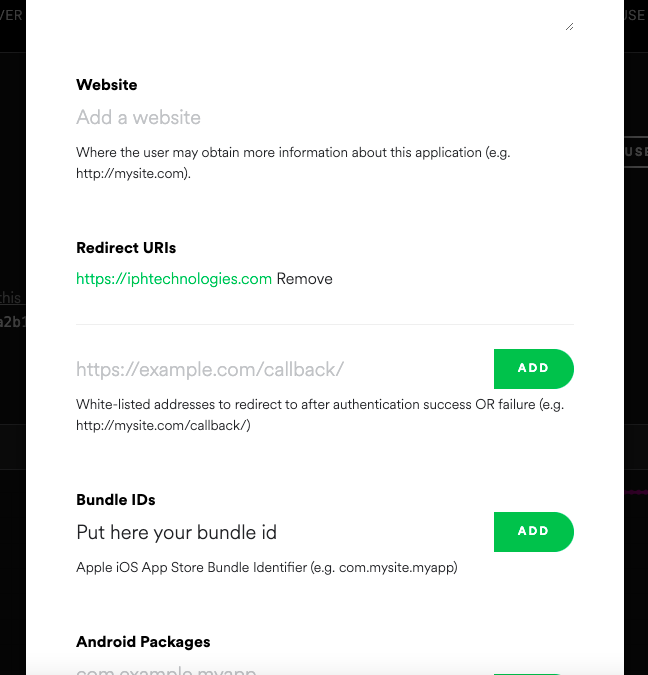 VER
USE
Website
Add a website
Where the user may obtain more information about this application (e.g.
http://mysite.com).
USE
Redirect URIs
https://iphtechnologies.com Remove
this
a2b1
https://example.com/callback/
ADD
White-listed addresses to redirect to after authentication success OR failure (e.g.
http://mysite.com/callback/)
Bundle IDs
Put here your bundle id
ADD
Apple iOS App Store Bundle Identifier (e.g. com.mysite.myapp)
Android Packages
com.example.myapp